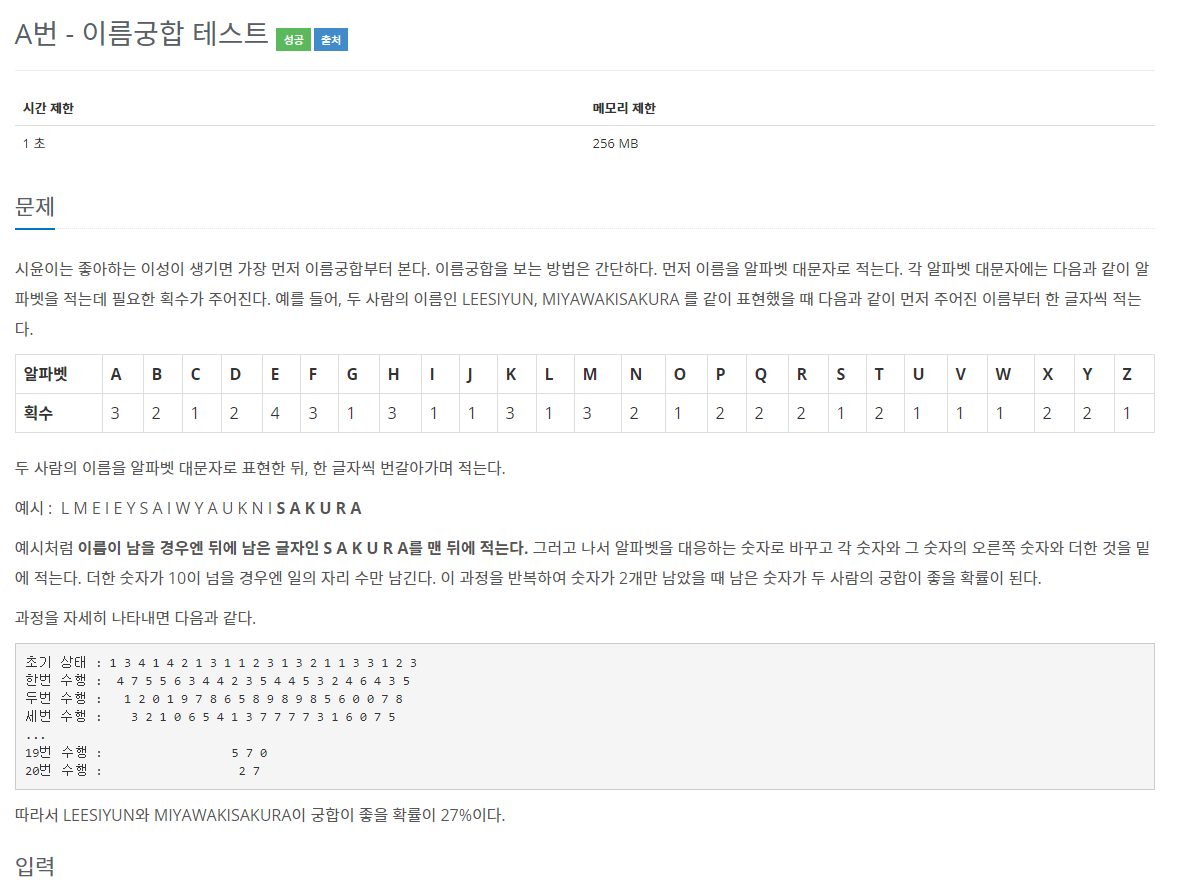 A번 - 이름궁합 테스트 성공 출처
시간 제한 메모리 제한
1 초 256 MB
문제
시윤이는 좋아하는 이성이 생기면 가장 먼저 이름궁합부터 본다. 이름궁합을 보는 방법은 간단하다. 먼저 이름을 알파벳 대문자로 적는다. 각 알파벳 대문자에는 다음과 같이 알
파벳을 적는데 필요한 획수가 주어진다. 예를 들어, 두 사람의 이름인 LEESIYUN, MIYAWAKISAKURA 를 같이 표현했을 때 다음과 같이 먼저 주어진 이름부터 한 글자씩 적는
다.
알파벳 A B C D E F G H I J K L M N O P Q R S T U V W X Y Z
획수 3 2 1 2 4 3 1 3 1 1 3 1 3 2 1 2 2 2 1 2 1 1 1 2 2 1
두 사람의 이름을 알파벳 대문자로 표현한 뒤, 한 글자씩 번갈아가며 적는다.
예시 : L M E I E Y S A I W Y A U K N I S A K U R A
예시처럼 이름이 남을 경우엔 뒤에 남은 글자인 S A K U R A를 맨 뒤에 적는다. 그러고 나서 알파벳을 대응하는 숫자로 바꾸고 각 숫자와 그 숫자의 오른쪽 숫자와 더한 것을 밑
에 적는다. 더한 숫자가 10이 넘을 경우엔 일의 자리 수만 남긴다. 이 과정을 반복하여 숫자가 2개만 남았을 때 남은 숫자가 두 사람의 궁합이 좋을 확률이 된다.
과정을 자세히 나타내면 다음과 같다.
초기 상태 : 1 3 4 1 4 2 1 3 1 1 2 3 1 3 2 1 1 3 3 1 2 3
한번 수행 : 4 7 5 5 6 3 4 4 2 3 5 4 4 5 3 2 4 6 4 3 5
두번 수행 : 1 2 0 1 9 7 8 6 5 8 9 8 9 8 5 6 0 0 7 8
세번 수행 : 3 2 1 0 6 5 4 1 3 7 7 7 7 3 1 6 0 7 5
...
19번 수행 : 5 7 0
20번 수행 : 2 7
따라서 LEESIYUN와 MIYAWAKISAKURA이 궁합이 좋을 확률이 27%이다.
입력